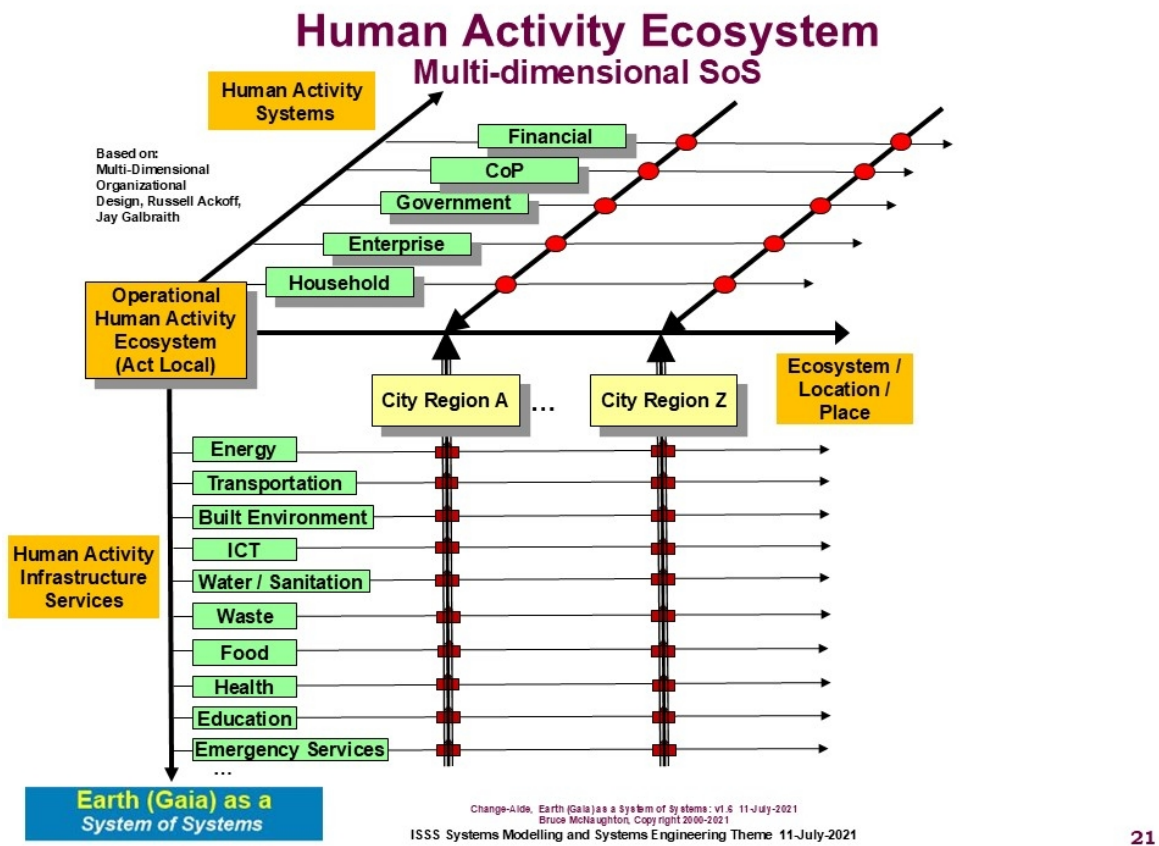 Human Activity Ecosystem
Multi-dimensional SoS
Human Activity
Systems
Based on:
Multi-Dimensional
Organizational
Design, Russell Ackoff,
Jay Galbraith
Financial
CoP
Government
Enterprise
Household
Operational
Human Activity
Ecosystem
(Act Local)
Ecosystem /
Location /
Place
City Region A
...
City Region Z
Energy
Transportation
Built Environment
ICT
Water / Sanitation
Waste
Food
Health
Education
Emergency Services
...
Human Activity
Infrastructure
Services
Earth (Gaia) as a
System of Systems
Change-Aide, Earth (Gaia) as a System of Systems: v1.6 11-July-2021
Bruce McNaughton, Copyright 2000-2021
ISSS Systems Modelling and Systems Engineering Theme 11-July-2021
21